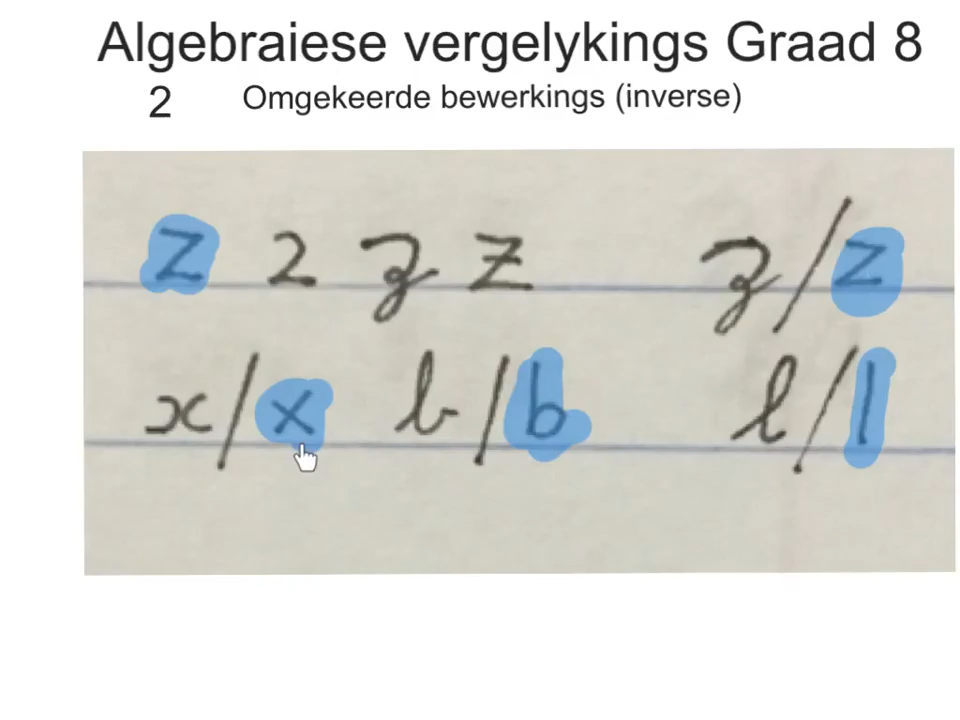 Algebraiese vergelykings Graad 8
2 Omgekeerde bewerkings (inverse)
z 2 z z z/z
x/x b/b l/l